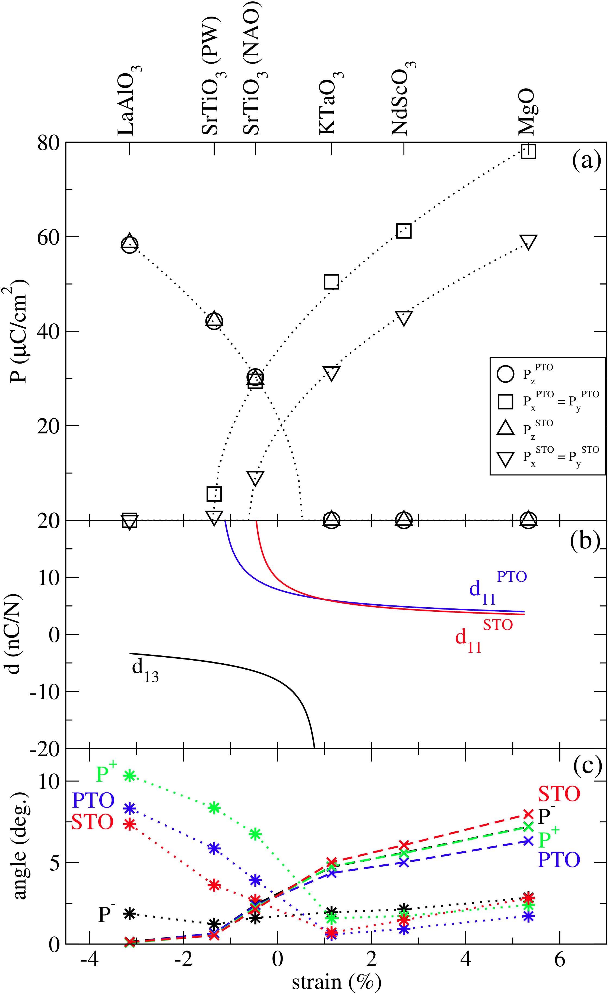 LaAlO3
SrTiO3 (PW)
SrTiO3 (NAO)
KTaO3
NdScO3
MgO
(a)
80
60
40
20
P (μC/cm2)
Pz PTO
Px PTO = Py PTO
Pz STO
Px STO = Py STO
(b)
20
10
0
-10
-20
d (nC/N)
d11 PTO
d11 STO
d13
(c)
10
5
0
angle (deg.)
P+
PTO
STO
P-
STO
P-
P+
PTO
-4 -2 0 2 4 6
strain (%)